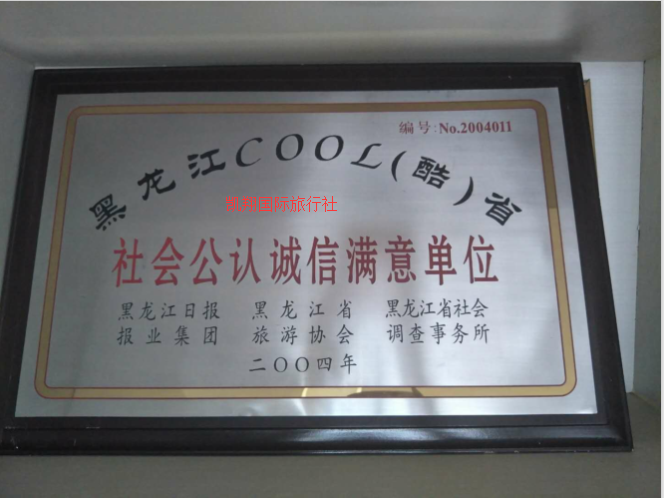 编号:No.2004011
黑龙江COOL(酷)省
国际旅行社
社会公认诚信满意单位
黑龙江日报 黑龙江省 黑龙江省社会
报业集团 旅游协会 调查事务所
二〇〇四年